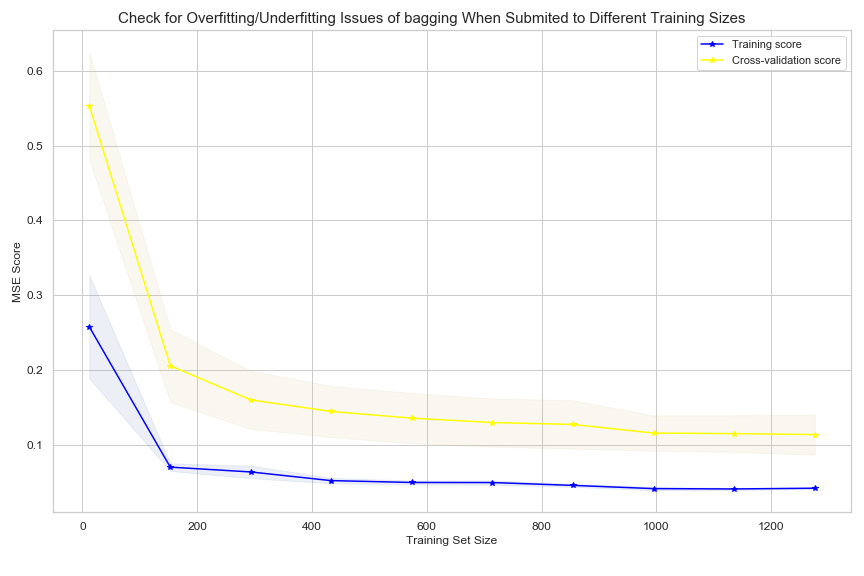 Check for Overfitting/Underfitting Issues of bagging When Submited to Different Training Sizes
Training score
Cross-validation score
0.6
0.5
0.4
0.3
0.2
0.1
MSE Score
0 200 400 600 800 1000 1200
Training Set Size